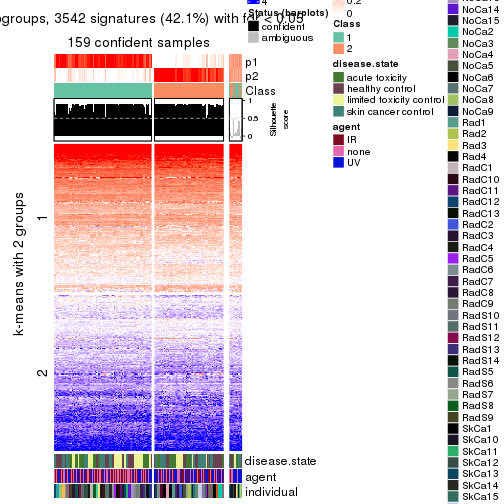 groups, 3542 signatures (42.1%) with fdr < 0.05
159 confident samples
p1
p2
Class
1
0.5
0
Silhouette
score
k-means with 2 groups
1
2
disease.state
agent
individual
4
Status (barplots)
confident
ambiguous
0.2
0
Class
1
2
disease.state
acute toxicity
healthy control
limited toxicity control
skin cancer control
agent
IR
none
UV
NoCa14
NoCa15
NoCa2
NoCa3
NoCa4
NoCa5
NoCa6
NoCa7
NoCa8
NoCa9
Rad1
Rad2
Rad3
Rad4
RadC1
RadC10
RadC11
RadC12
RadC13
RadC2
RadC3
RadC4
RadC5
RadC6
RadC7
RadC8
RadC9
RadS10
RadS11
RadS12
RadS13
RadS14
RadS5
RadS6
RadS7
RadS8
RadS9
SkCa1
SkCa10
SkCa11
SkCa12
SkCa13
SkCa14
SkCa15